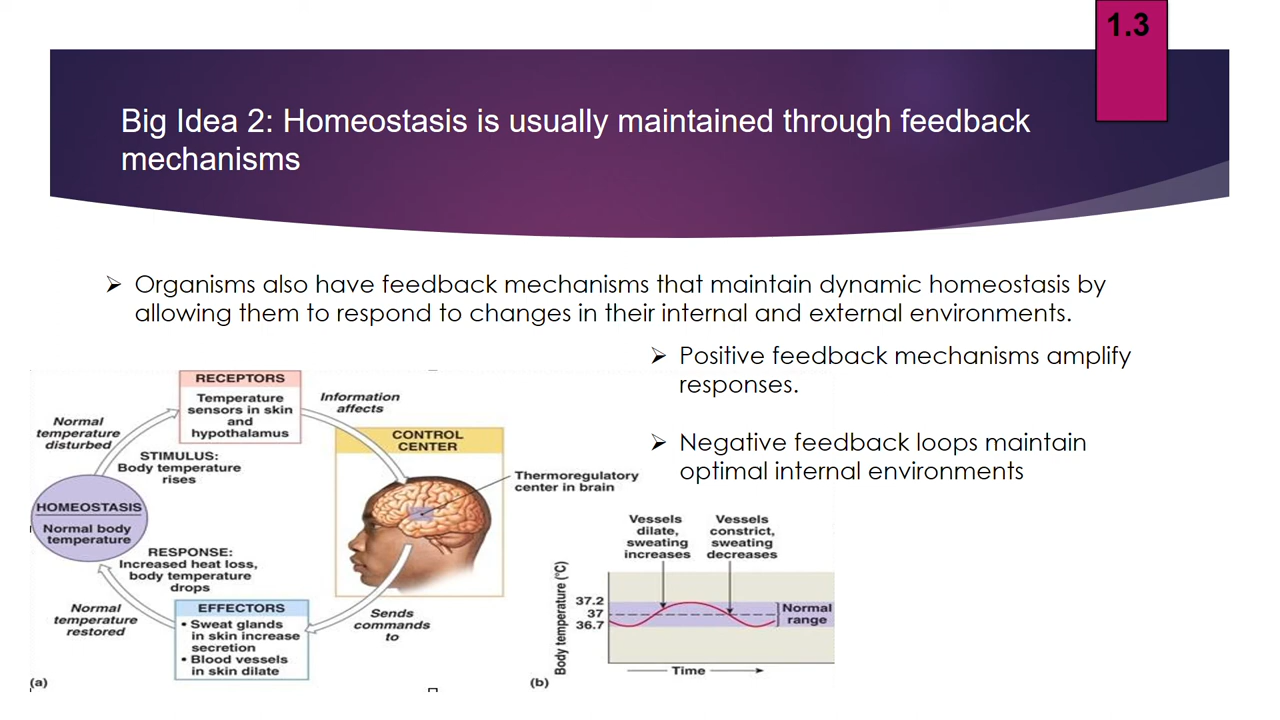 1.3
Big Idea 2: Homeostasis is usually maintained through feedback
mechanisms
➢ Organisms also have feedback mechanisms that maintain dynamic homeostasis by
allowing them to respond to changes in their internal and external environments.
➢ Positive feedback mechanisms amplify
responses.
➢ Negative feedback loops maintain
optimal internal environments
RECEPTORS
Temperature
sensors in skin
and
hypothalamus
Information
affects
Normal
temperature
disturbed
STIMULUS:
Body temperature
rises
CONTROL
CENTER
Thermoregulatory
center in brain
HOMEOSTASIS
Normal body
temperature
RESPONSE:
Increased heat loss,
body temperature
drops
Normal
temperature
restored
EFFECTORS
• Sweat glands
in skin increase
secretion
• Blood vessels
in skin dilate
Sends
commands
to
(a)
Vessels
dilate,
sweating
increases
Vessels
constrict,
sweating
decreases
Body temperature (°C)
37.2
37
36.7
Normal
range
Time
(b)